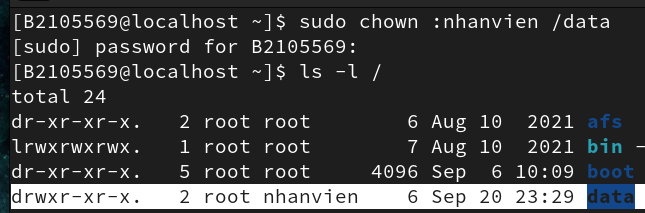 [B2105569@localhost ~]$ sudo chown :nhanvien /data
[sudo] password for B2105569:
[B2105569@localhost ~]$ ls -l /
total 24
dr-xr-xr-x.   2 root root        6 Aug 10  2021 afs
lrwxrwxrwx.   1 root root        7 Aug 10  2021 bin -
dr-xr-xr-x.   5 root root     4096 Sep  6 10:09 boot
drwxr-xr-x.   2 root nhanvien    6 Sep 20 23:29 data